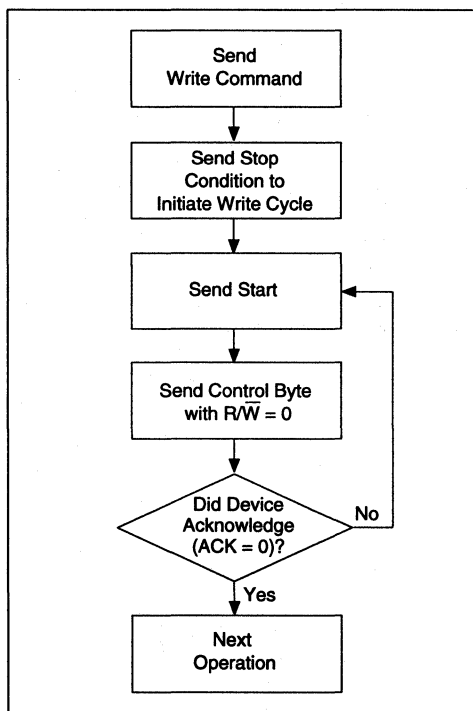 Send
Write Command
Send Stop
Condition to
Initiate Write Cycle
Send Start
Send Control Byte
with R/W̅ = 0
Did Device
Acknowledge
(ACK = 0)?
No
Yes
Next
Operation